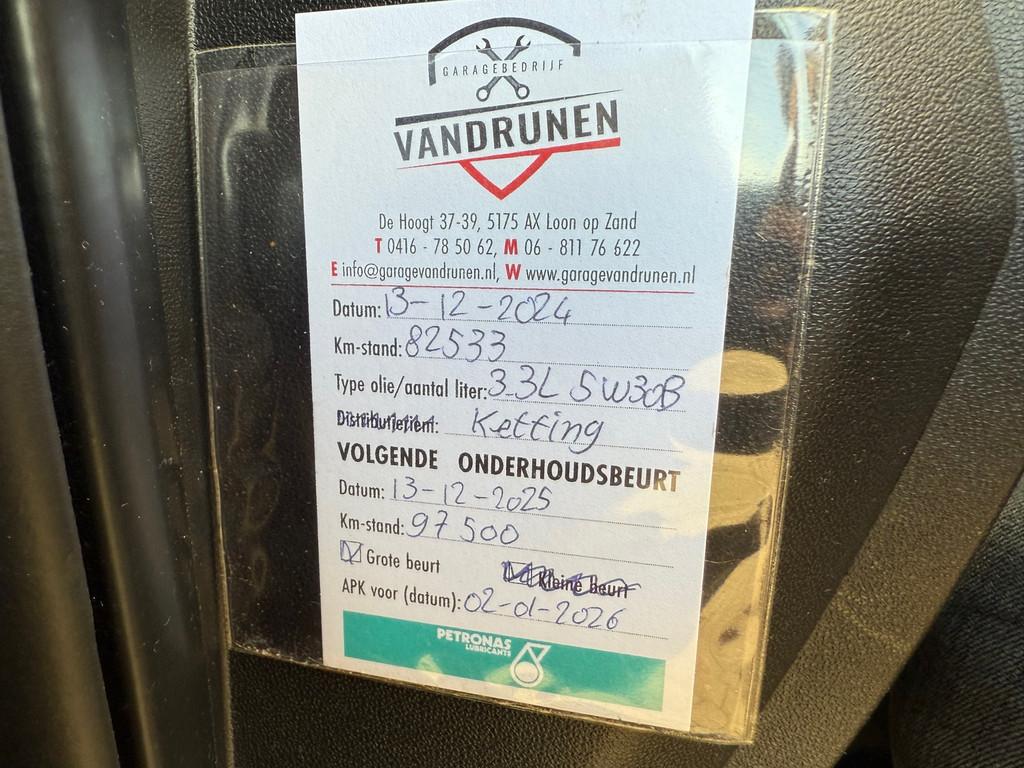 GARAGEBEDRIJF
VANDRUNEN
De Hoogt 37-39, 5175 AX Loon op Zand
T 0416 - 78 50 62, M 06 - 811 76 622
E info@garagevandrunen.nl, W www.garagevandrunen.nl
Datum: 13-12-2024
Km-stand: 82533
Type olie/aantal liter: 3.3L 5W30B
Distributieriem: Ketting
VOLGENDE ONDERHOUDSBEURT
Datum: 13-12-2025
Km-stand: 97500
Grote beurt Kleine beurt
APK voor (datum): 02-01-2026
PETRONAS
LUBRICANTS